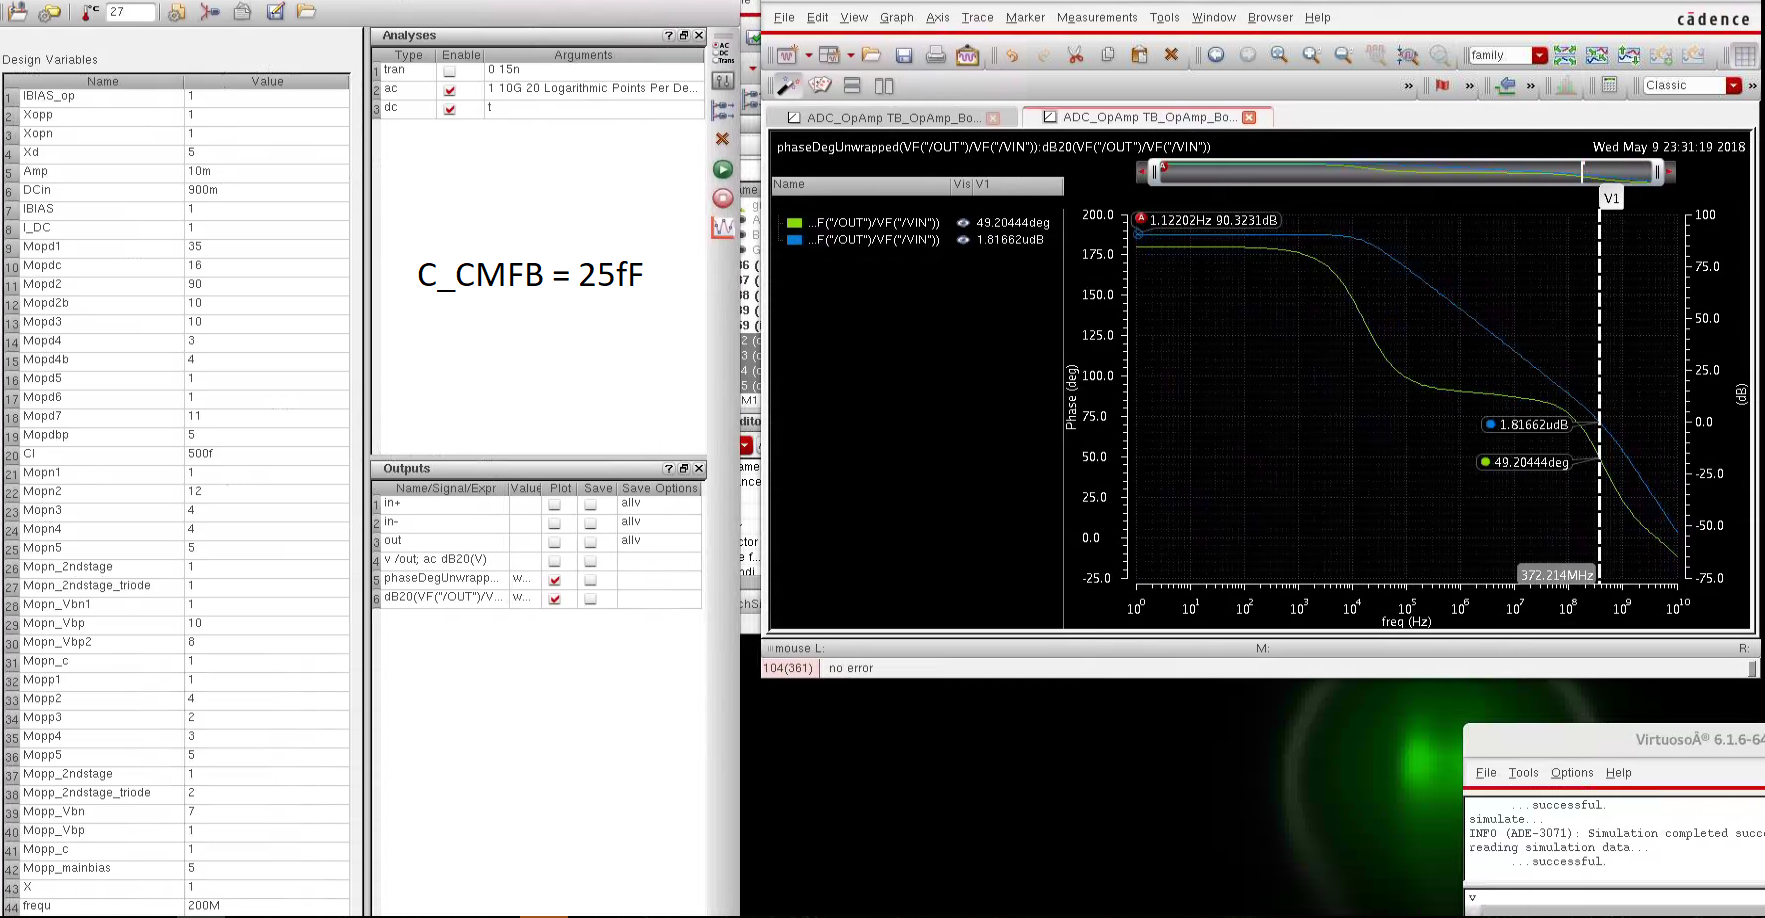 27
Design Variables
Name Value
1 IBIAS_op 1
2 Xopp 1
3 Xopn 1
4 Xd 5
5 Amp 10m
6 DCin 900m
7 IBIAS 1
8 I_DC 1
9 Mopd1 35
10 Mopdc 16
11 Mopd2 90
12 Mopd2b 10
13 Mopd3 10
14 Mopd4 3
15 Mopd4b 4
16 Mopd5 1
17 Mopd6 1
18 Mopd7 11
19 Mopdbp 5
20 Cl 500f
21 Mopn1 1
22 Mopn2 12
23 Mopn3 4
24 Mopn4 4
25 Mopn5 5
26 Mopn_2ndstage 1
27 Mopn_2ndstage_triode 1
28 Mopn_Vbn1 1
29 Mopn_Vbp 10
30 Mopn_Vbp2 8
31 Mopn_c 1
32 Mopp1 1
33 Mopp2 4
34 Mopp3 2
35 Mopp4 3
36 Mopp5 5
37 Mopp_2ndstage 1
38 Mopp_2ndstage_triode 2
39 Mopp_Vbn 7
40 Mopp_Vbp 1
41 Mopp_c 1
42 Mopp_mainbias 5
43 X 1
44 frequ 200M
Analyses
Type Enable Arguments
1 tran 0 15n
2 ac 1 10G 20 Logarithmic Points Per De...
3 dc t
C_CMFB = 25fF
Outputs
Name/Signal/Expr Value Plot Save Save Options
1 in+ allv
2 in- allv
3 out allv
4 v /out; ac dB20(V)
5 phaseDegUnwrapp... w...
6 dB20(VF("/OUT")/V... w...
AC
DC
Trans
File Edit View Graph Axis Trace Marker Measurements Tools Window Browser Help
cādence
family
Classic
ADC_OpAmp TB_OpAmp_Bo...
ADC_OpAmp TB_OpAmp_Bo...
phaseDegUnwrapped(VF("/OUT")/VF("/VIN")):dB20(VF("/OUT")/VF("/VIN"))
Wed May 9 23:31:19 2018
Name Vis V1
...F("/OUT")/VF("/VIN")) 49.20444deg
...F("/OUT")/VF("/VIN")) 1.81662udB
V1
A 1.12202Hz 90.3231dB
200.0
175.0
150.0
125.0
100.0
75.0
50.0
25.0
0.0
-25.0
Phase (deg)
100
75.0
50.0
25.0
0.0
-25.0
-50.0
-75.0
(dB)
1.81662udB
49.20444deg
372.214MHz
10^0 10^1 10^2 10^3 10^4 10^5 10^6 10^7 10^8 10^9 10^10
freq (Hz)
mouse L: M: R:
104(361) no error
VirtuosoÂ® 6.1.6-64
File Tools Options Help
...successful.
simulate...
INFO (ADE-3071): Simulation completed succ
reading simulation data...
...successful.